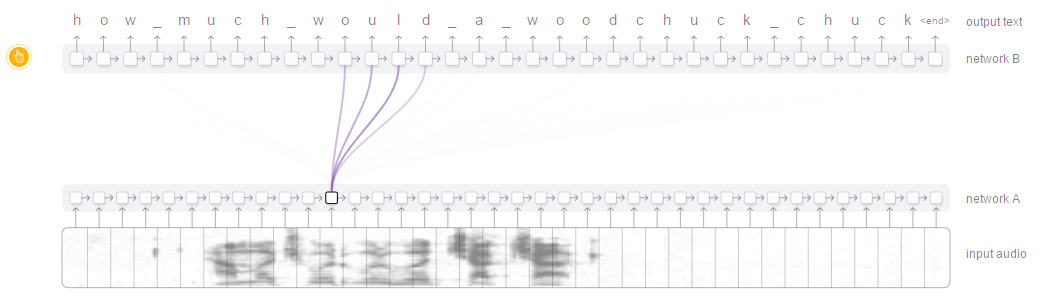 h o w _ m u c h _ w o u l d _ a _ w o o d c h u c k _ c h u c k <end> output text
network B
network A
input audio